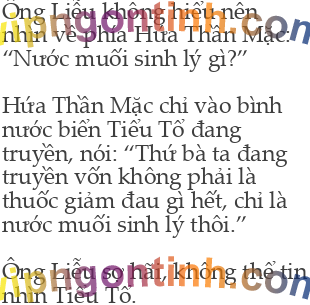 Ông Liễu không hiểu nên
nhìn về phía Hứa Thần Mặc:
“Nước muối sinh lý gì?”
Hứa Thần Mặc chỉ vào bình
nước biển Tiểu Tổ đang
truyền, nói: “Thứ bà ta đang
truyền vốn không phải là
thuốc giảm đau gì hết, chỉ là
nước muối sinh lý thôi.”
Ông Liễu sợ hãi, không thể tin
nhìn Tiểu Tổ.